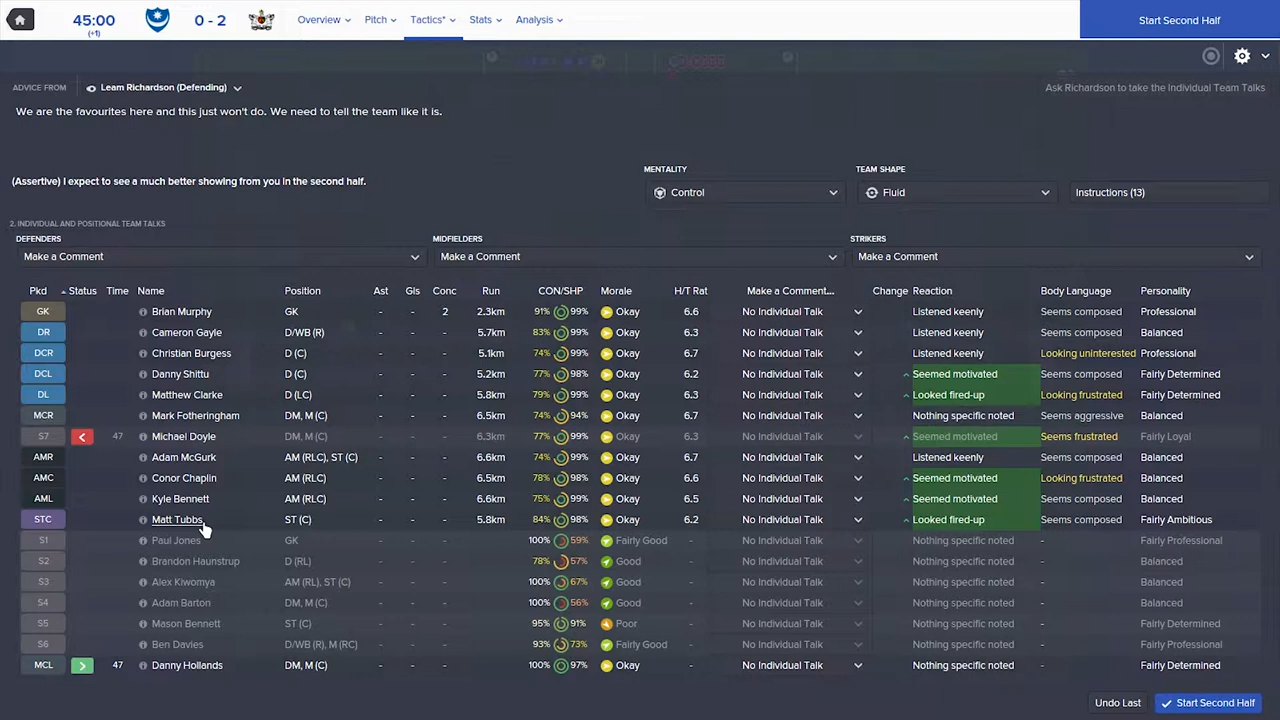 45:00 0 - 2 Overview Pitch Tactics* Stats Analysis Start Second Half
(+1)
ADVICE FROM Leam Richardson (Defending) Ask Richardson to take the Individual Team Talks
We are the favourites here and this just won't do. We need to tell the team like it is.
MENTALITY TEAM SHAPE
(Assertive) I expect to see a much better showing from you in the second half.
Control Fluid Instructions (13)
2. INDIVIDUAL AND POSITIONAL TEAM TALKS
DEFENDERS MIDFIELDERS STRIKERS
Make a Comment Make a Comment Make a Comment
Pkd Status Time Name Position Ast Gls Conc Run CON/SHP Morale H/T Rat Make a Comment... Change Reaction Body Language Personality
GK Brian Murphy GK - - 2 2.3km 91% 99% Okay 6.6 No Individual Talk Listened keenly Seems composed Professional
DR Cameron Gayle D/WB (R) - - - 5.7km 83% 99% Okay 6.3 No Individual Talk Listened keenly Seems composed Balanced
DCR Christian Burgess D (C) - - - 5.1km 74% 99% Okay 6.7 No Individual Talk Listened keenly Looking uninterested Professional
DCL Danny Shittu D (C) - - - 5.2km 77% 98% Okay 6.2 No Individual Talk Seemed motivated Seems composed Fairly Determined
DL Matthew Clarke D (LC) - - - 5.8km 79% 99% Okay 6.3 No Individual Talk Looked fired-up Looking frustrated Fairly Determined
MCR Mark Fotheringham DM, M (C) - - - 6.5km 74% 94% Okay 6.7 No Individual Talk Nothing specific noted Seems aggressive Balanced
S7 47 Michael Doyle DM, M (C) - - - 6.3km 77% 99% Okay 6.3 No Individual Talk Seemed motivated Seems frustrated Fairly Loyal
AMR Adam McGurk AM (RLC), ST (C) - - - 6.6km 74% 99% Okay 6.7 No Individual Talk Listened keenly Seems composed Balanced
AMC Conor Chaplin AM (RLC) - - - 6.5km 78% 98% Okay 6.6 No Individual Talk Seemed motivated Looking frustrated Balanced
AML Kyle Bennett AM (RLC) - - - 6.6km 75% 99% Okay 6.5 No Individual Talk Seemed motivated Seems composed Balanced
STC Matt Tubbs ST (C) - - - 5.8km 84% 98% Okay 6.2 No Individual Talk Looked fired-up Seems composed Fairly Ambitious
S1 Paul Jones GK - - - 100% 59% Fairly Good - No Individual Talk Nothing specific noted - Fairly Professional
S2 Brandon Haunstrup D (RL) - - - 78% 57% Good - No Individual Talk Nothing specific noted - Balanced
S3 Alex Kiwomya AM (RL), ST (C) - - - 100% 67% Good - No Individual Talk Nothing specific noted - Balanced
S4 Adam Barton DM, M (C) - - - 100% 56% Good - No Individual Talk Nothing specific noted - Balanced
S5 Mason Bennett ST (C) - - - 95% 91% Poor - No Individual Talk Nothing specific noted - Fairly Determined
S6 Ben Davies D/WB (R), M (RC) - - - 93% 73% Fairly Good - No Individual Talk Nothing specific noted - Fairly Professional
MCL 47 Danny Hollands DM, M (C) - - - 100% 97% Okay - No Individual Talk Nothing specific noted - Fairly Determined
Undo Last Start Second Half